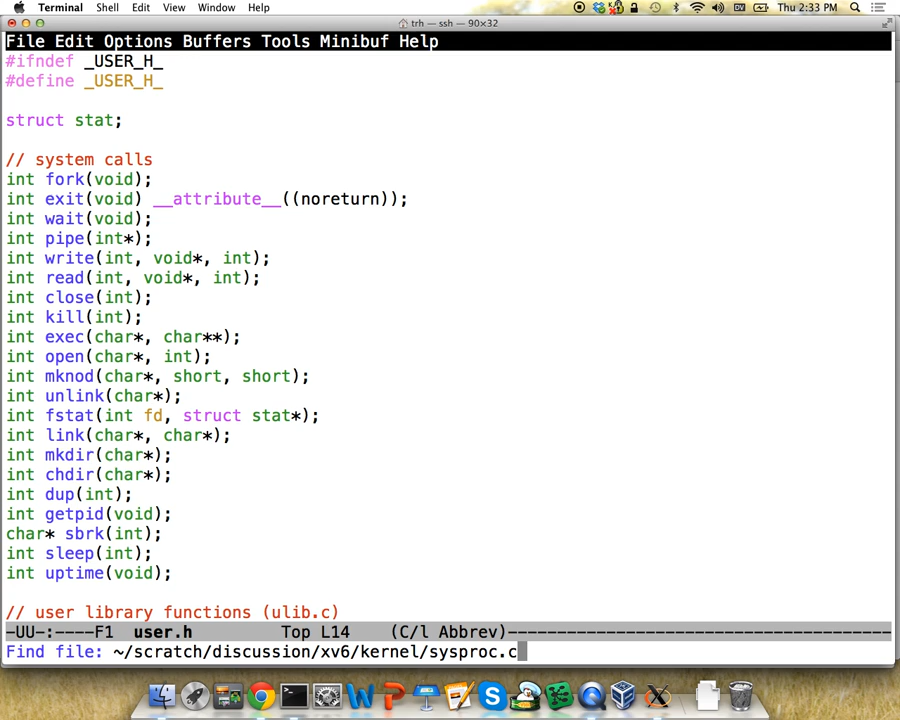 Terminal Shell Edit View Window Help Thu 2:33 PM
trh — ssh — 90×32
File Edit Options Buffers Tools Minibuf Help
#ifndef _USER_H_
#define _USER_H_
struct stat;
// system calls
int fork(void);
int exit(void) __attribute__((noreturn));
int wait(void);
int pipe(int*);
int write(int, void*, int);
int read(int, void*, int);
int close(int);
int kill(int);
int exec(char*, char**);
int open(char*, int);
int mknod(char*, short, short);
int unlink(char*);
int fstat(int fd, struct stat*);
int link(char*, char*);
int mkdir(char*);
int chdir(char*);
int dup(int);
int getpid(void);
char* sbrk(int);
int sleep(int);
int uptime(void);
// user library functions (ulib.c)
-UU-:----F1 user.h Top L14 (C/l Abbrev)---------------------------------------
Find file: ~/scratch/discussion/xv6/kernel/sysproc.c